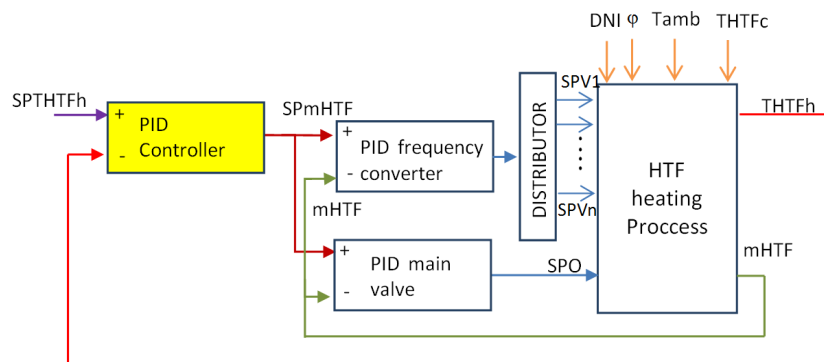 DNI φ Tamb THTFc
SPTHTFh
+
PID
Controller
-
SPmHTF
+
PID frequency
converter
-
mHTF
DISTRIBUTOR
SPV1
SPVn
HTF
heating
Proccess
THTFh
mHTF
+
PID main
valve
-
SPO